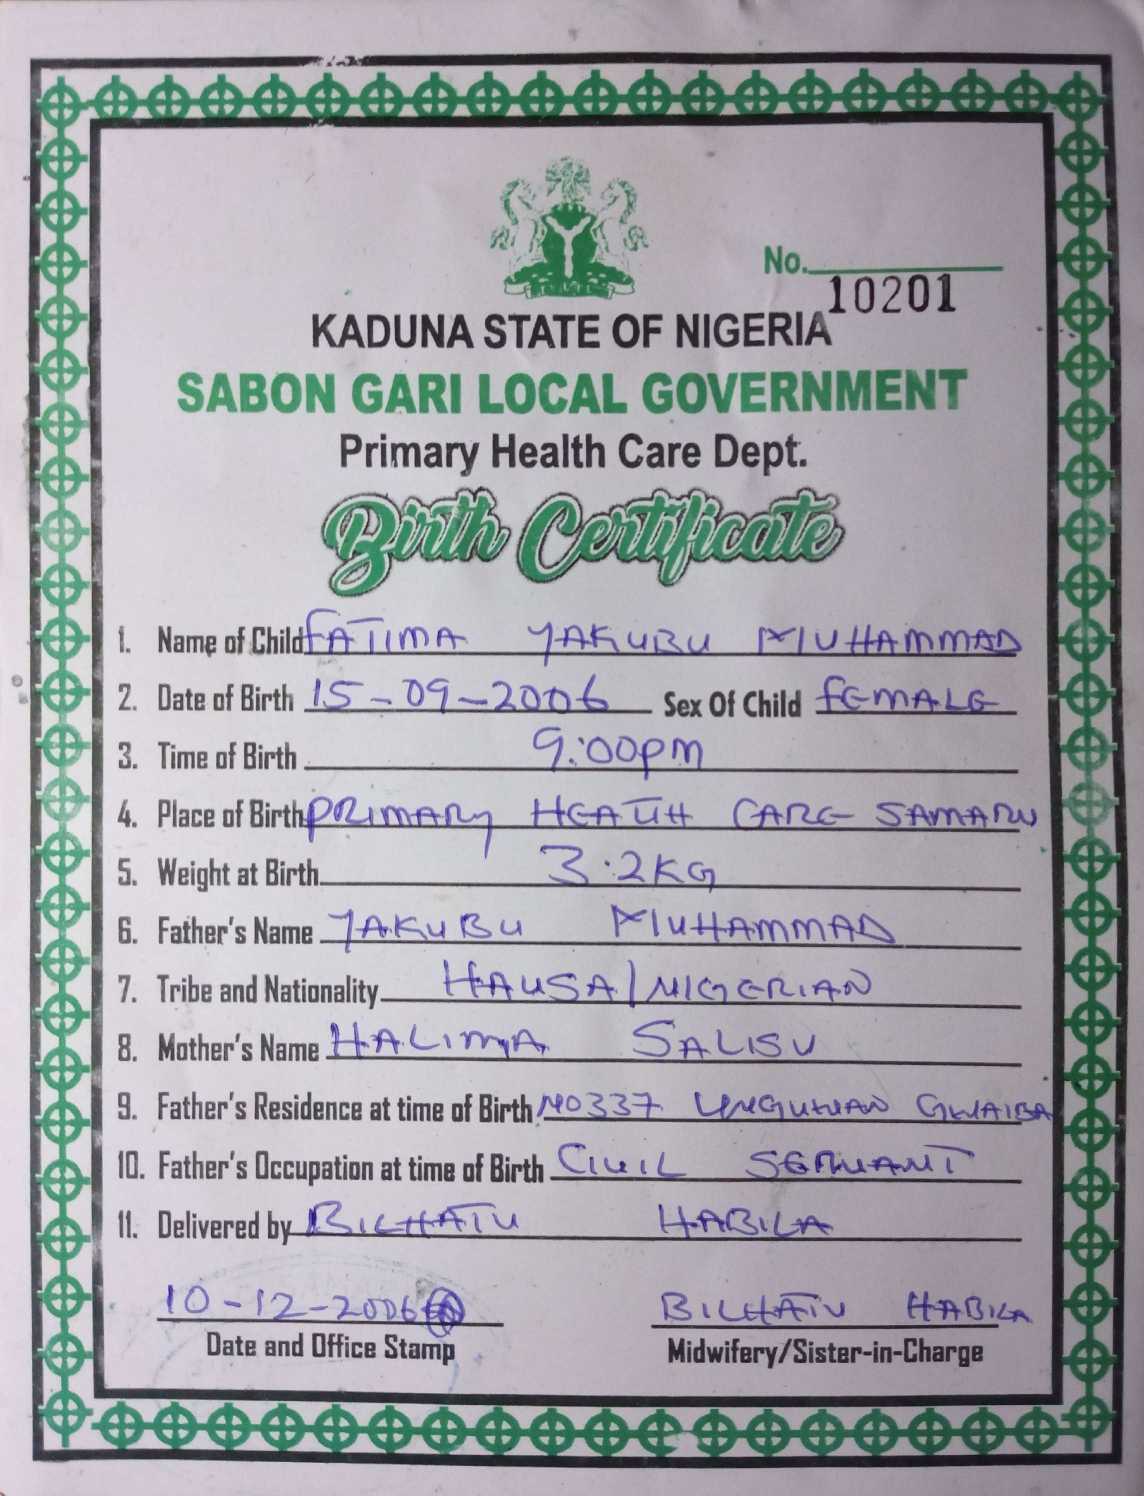 No.
10201
KADUNA STATE OF NIGERIA
SABON GARI LOCAL GOVERNMENT
Primary Health Care Dept.
Birth Certificate
1. Name of Child FATIMA YAKUBU MUHAMMAD
2. Date of Birth 15-09-2006 Sex Of Child FEMALE
3. Time of Birth 9:00pm
4. Place of Birth PRIMARY HEALTH CARE SAMARU
5. Weight at Birth 3.2KG
6. Father's Name YAKUBU MUHAMMAD
7. Tribe and Nationality HAUSA/NIGERIAN
8. Mother's Name HALIMA SALISU
9. Father's Residence at time of Birth NO337 UNGUWAN GWAIBA
10. Father's Occupation at time of Birth CIVIL SERVANT
11. Delivered by BILHATU HABILA
10-12-2006 BILHATU HABILA
Date and Office Stamp Midwifery/Sister-in-Charge